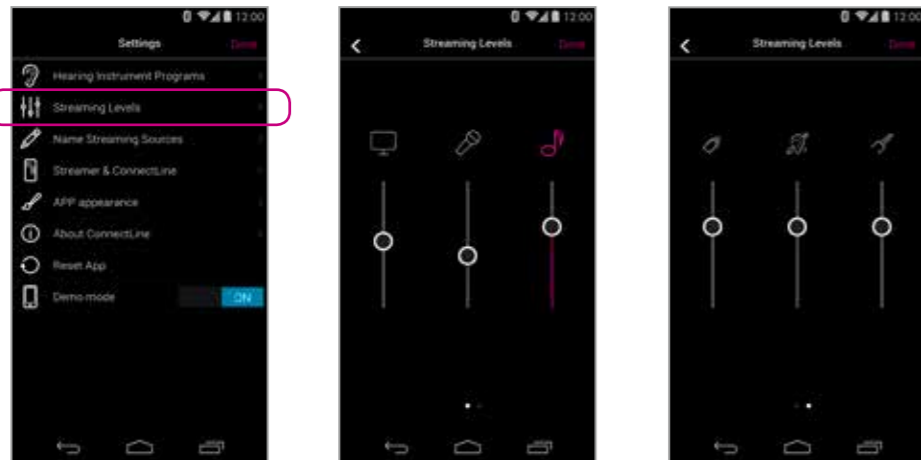 12:00
Settings
Done
Hearing Instrument Programs
Streaming Levels
Name Streaming Sources
Streamer & ConnectLine
APP appearance
About ConnectLine
Reset App
Demo mode
ON
12:00
Streaming Levels
Done
12:00
Streaming Levels
Done